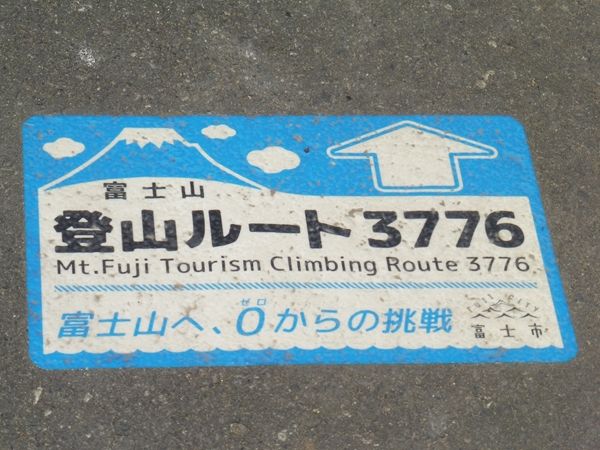 富士山
登山ルート3776
Mt.Fuji Tourism Climbing Route 3776
ゼロ
富士山へ、0からの挑戦
FUJI CITY
富士市